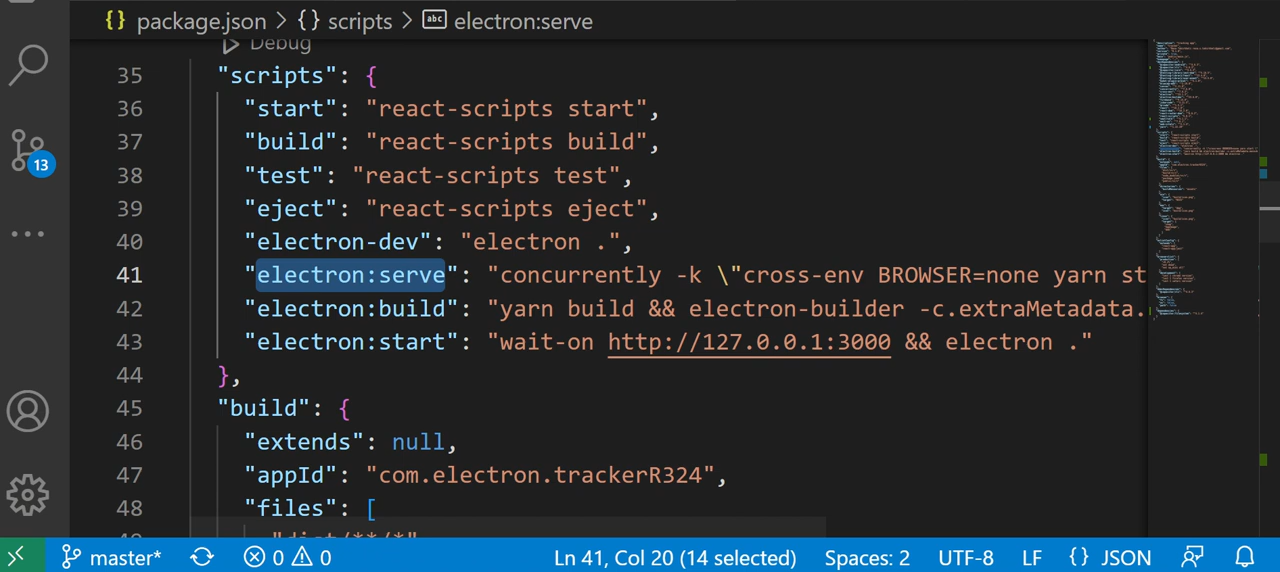 {} package.json > {} scripts > abc electron:serve
Debug
35 "scripts": {
36 "start": "react-scripts start",
37 "build": "react-scripts build",
38 "test": "react-scripts test",
39 "eject": "react-scripts eject",
40 "electron-dev": "electron .",
41 "electron:serve": "concurrently -k \"cross-env BROWSER=none yarn st
42 "electron:build": "yarn build && electron-builder -c.extraMetadata.
43 "electron:start": "wait-on http://127.0.0.1:3000 && electron ."
44 },
45 "build": {
46 "extends": null,
47 "appId": "com.electron.trackerR324",
48 "files": [
49 "dist/**/*"
13
master* 0 0 Ln 41, Col 20 (14 selected) Spaces: 2 UTF-8 LF {} JSON